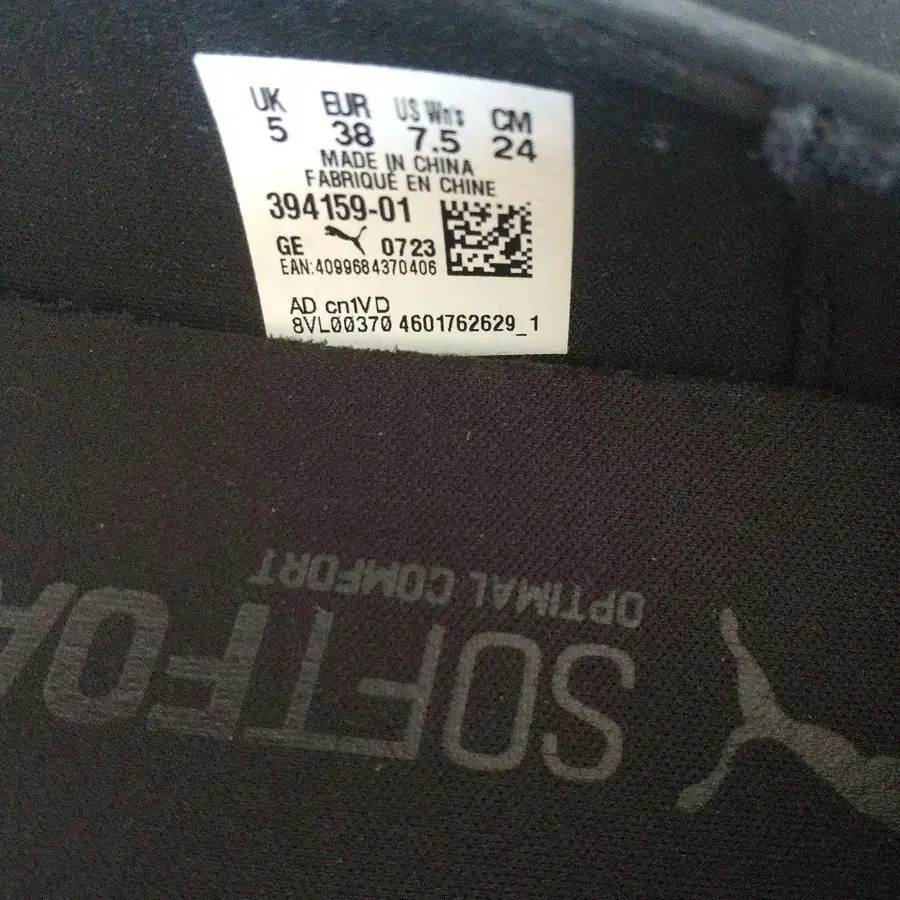 UK EUR US Wn's CM
5 38 7.5 24
MADE IN CHINA
FABRIQUÉ EN CHINE
394159-01
GE 0723
EAN:4099684370406
AD cn1VD
8VL00370 4601762629_1
OPTIMAL COMFORT
SOFTFOA